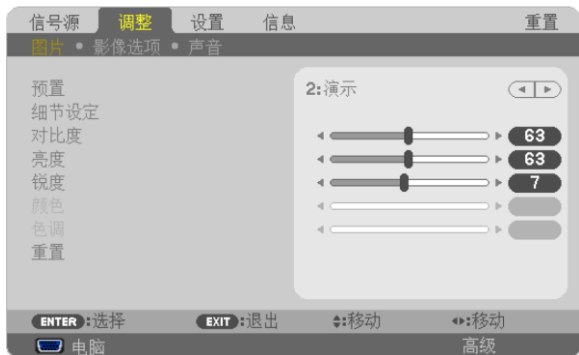 信号源 调整 设置 信息 重置
图片 • 影像选项 • 声音
预置 2:演示
细节设定
对比度 63
亮度 63
锐度 7
颜色
色调
重置
ENTER :选择 EXIT :退出 :移动 :移动
电脑 高级